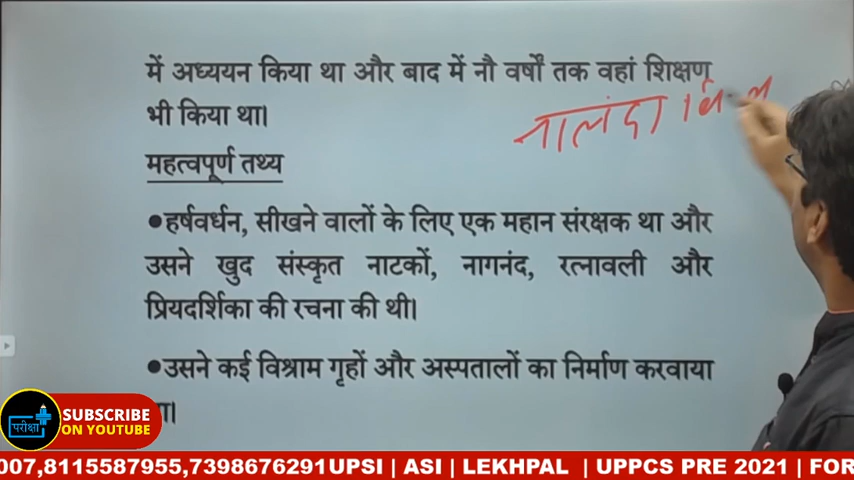 में अध्ययन किया था और बाद में नौ वर्षों तक वहां शिक्षण
नालंदा
भी किया था।
महत्वपूर्ण तथ्य
•हर्षवर्धन, सीखने वालों के लिए एक महान संरक्षक था और
उसने खुद संस्कृत नाटकों, नागनंद, रत्नावली और
प्रियदर्शिका की रचना की थी।
•उसने कई विश्राम गृहों और अस्पतालों का निर्माण करवाया
परीक्षा
SUBSCRIBE
ON YOUTUBE
007,8115587955,7398676291UPSI | ASI | LEKHPAL | UPPCS PRE 2021 | FOR